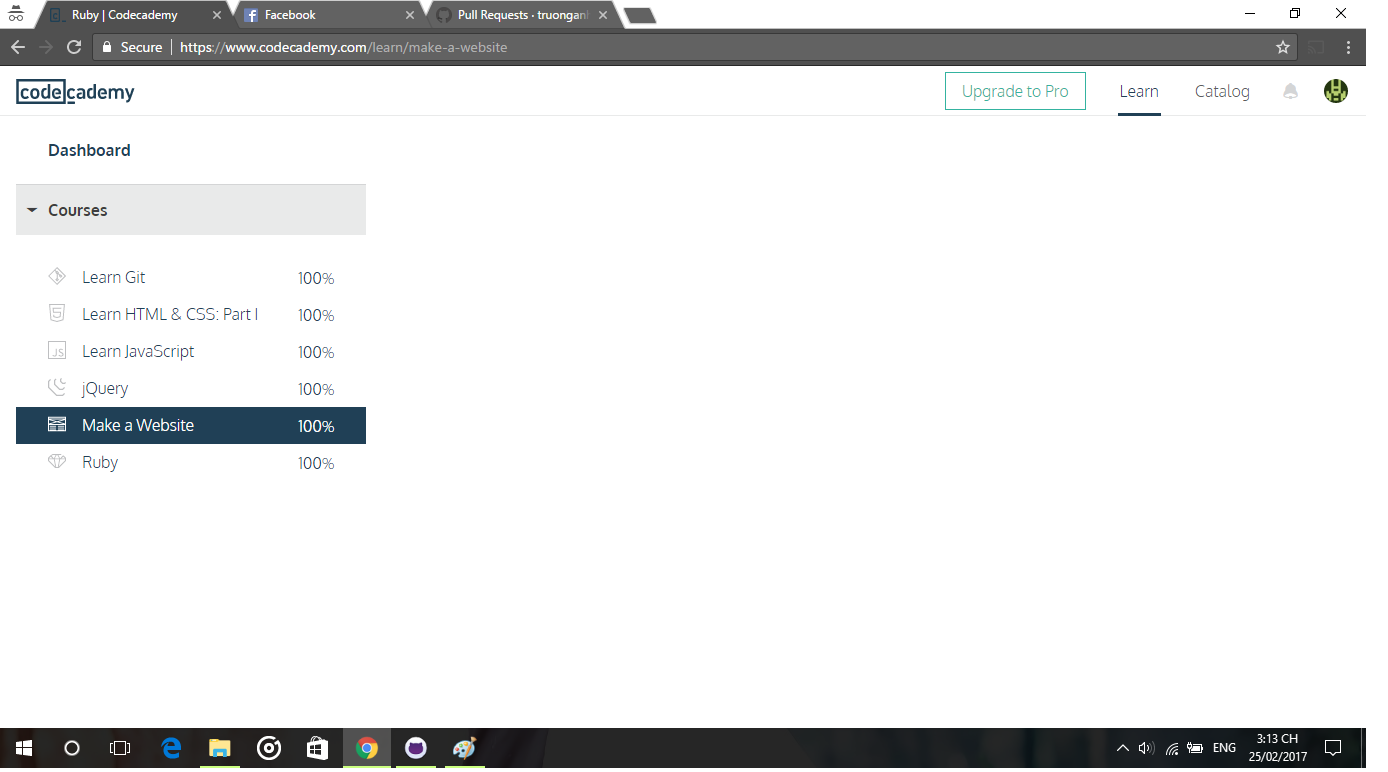 Ruby | Codecademy
Facebook
Pull Requests · truongan
Secure
https://www.codecademy.com/learn/make-a-website
codecademy
Upgrade to Pro
Learn
Catalog
Dashboard
Courses
Learn Git 100%
Learn HTML & CSS: Part I 100%
JS Learn JavaScript 100%
jQuery 100%
Make a Website 100%
Ruby 100%
ENG
3:13 CH
25/02/2017